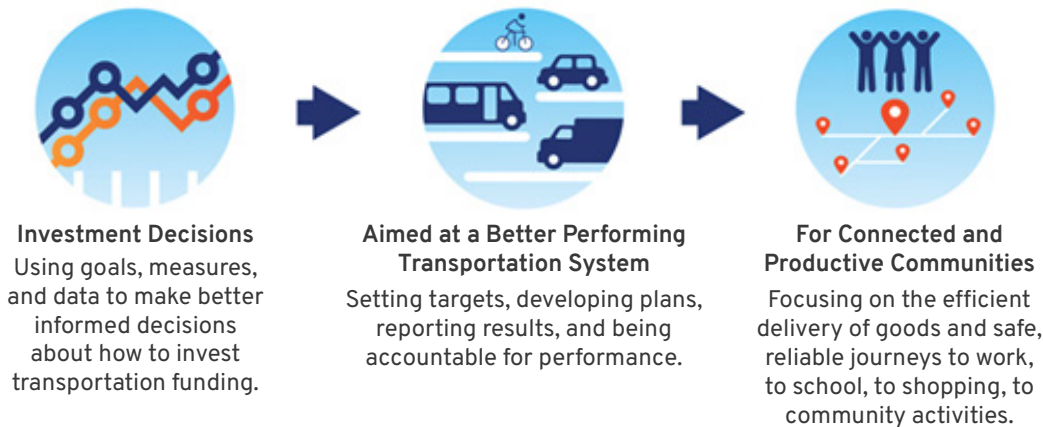 Investment Decisions
Using goals, measures,
and data to make better
informed decisions
about how to invest
transportation funding.
Aimed at a Better Performing
Transportation System
Setting targets, developing plans,
reporting results, and being
accountable for performance.
For Connected and
Productive Communities
Focusing on the efficient
delivery of goods and safe,
reliable journeys to work,
to school, to shopping, to
community activities.